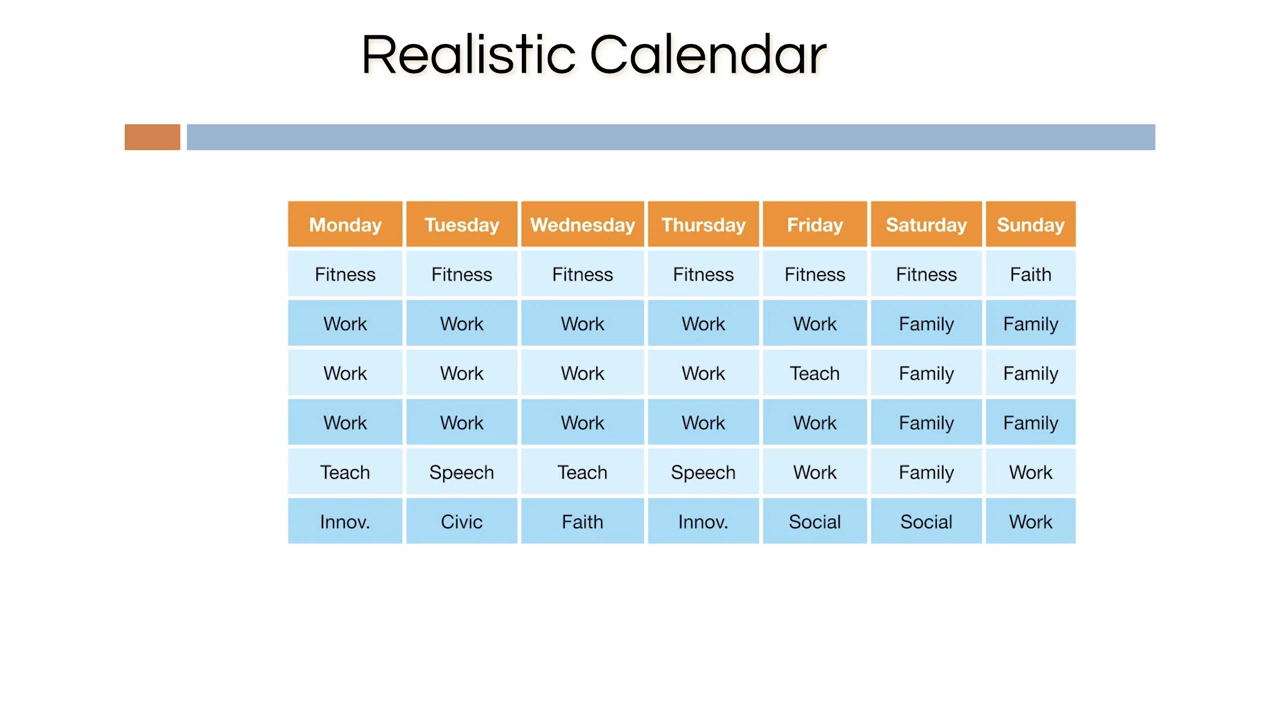 Realistic Calendar
Monday Tuesday Wednesday Thursday Friday Saturday Sunday
Fitness Fitness Fitness Fitness Fitness Fitness Faith
Work Work Work Work Work Family Family
Work Work Work Work Teach Family Family
Work Work Work Work Work Family Family
Teach Speech Teach Speech Work Family Work
Innov. Civic Faith Innov. Social Social Work